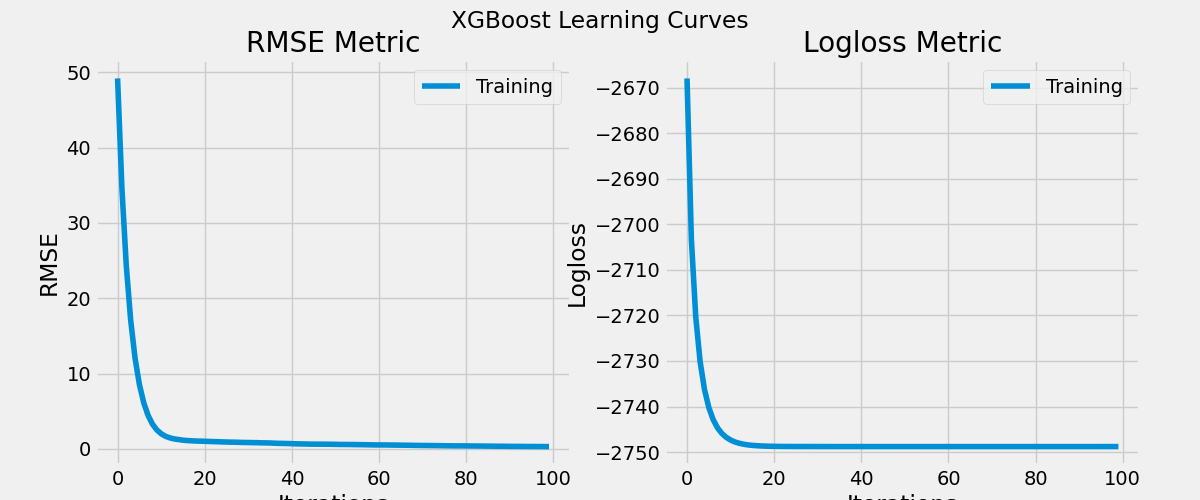 XGBoost Learning Curves
RMSE Metric
Training
50
40
30
20
10
0
RMSE
0 20 40 60 80 100
Iterations
Logloss Metric
Training
−2670
−2680
−2690
−2700
−2710
−2720
−2730
−2740
−2750
Logloss
0 20 40 60 80 100
Iterations